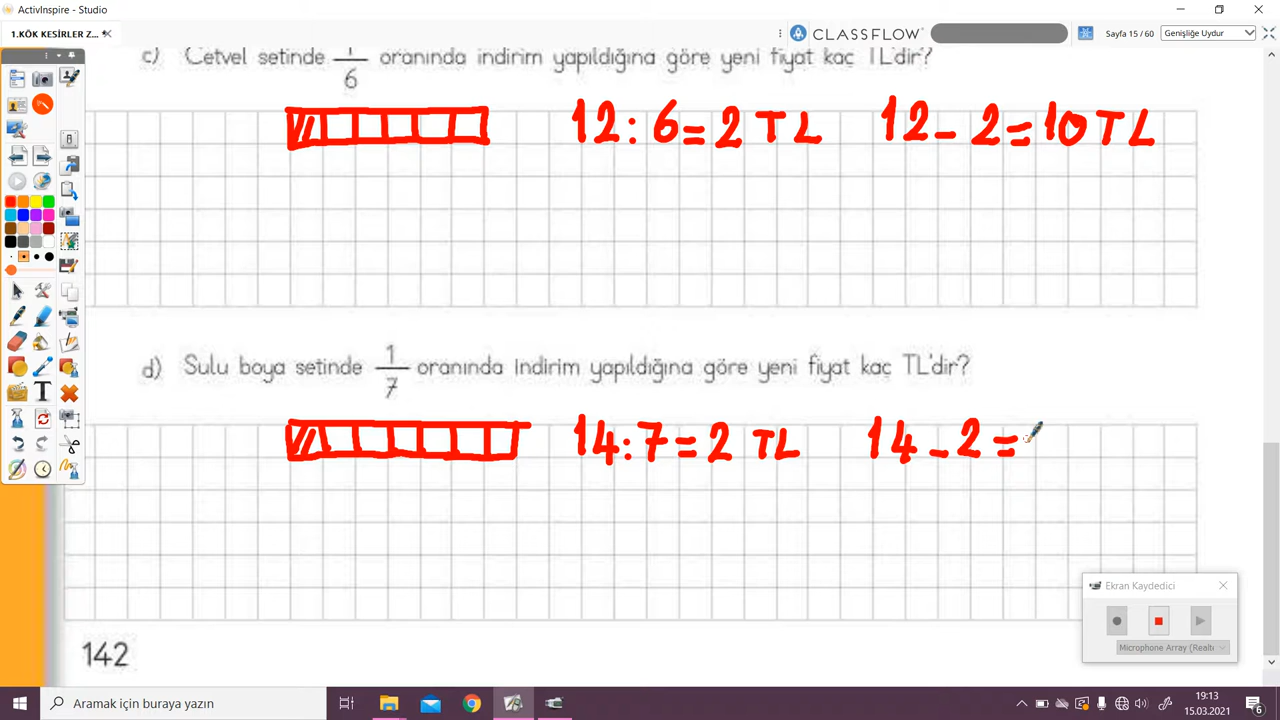 ActivInspire - Studio
1.KÖK KESİRLER Z...
CLASSFLOW
Sayfa 15 / 60
Genişliğe Uydur
c) Cetvel setinde 1/6 oranında indirim yapıldığına göre yeni fiyat kaç TL'dir?
12:6=2 TL 12-2=10 TL
d) Sulu boya setinde 1/7 oranında indirim yapıldığına göre yeni fiyat kaç TL'dir?
14:7=2 TL 14-2=
Ekran Kaydedici
Microphone Array (Realt
142
Aramak için buraya yazın
19:13
15.03.2021
6